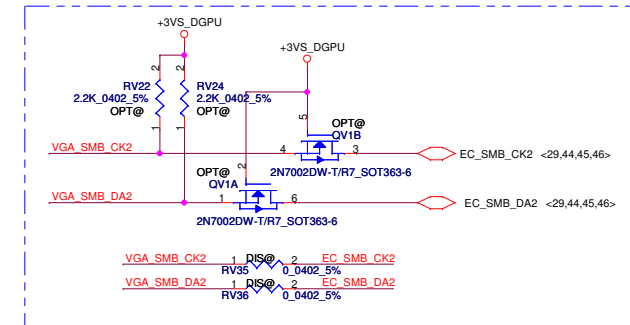 +3VS_DGPU
+3VS_DGPU
2
2
RV22
2.2K_0402_5%
OPT@
RV24
2.2K_0402_5%
OPT@
1
1
5
OPT@
QV1B
VGA_SMB_CK2
4
3
EC_SMB_CK2 <29,44,45,46>
2N7002DW-T/R7_SOT363-6
OPT@
QV1A
2
VGA_SMB_DA2
1
6
EC_SMB_DA2 <29,44,45,46>
2N7002DW-T/R7_SOT363-6
VGA_SMB_CK2 1 DIS@ 2 EC_SMB_CK2
RV35 0_0402_5%
VGA_SMB_DA2 1 DIS@ 2 EC_SMB_DA2
RV36 0_0402_5%